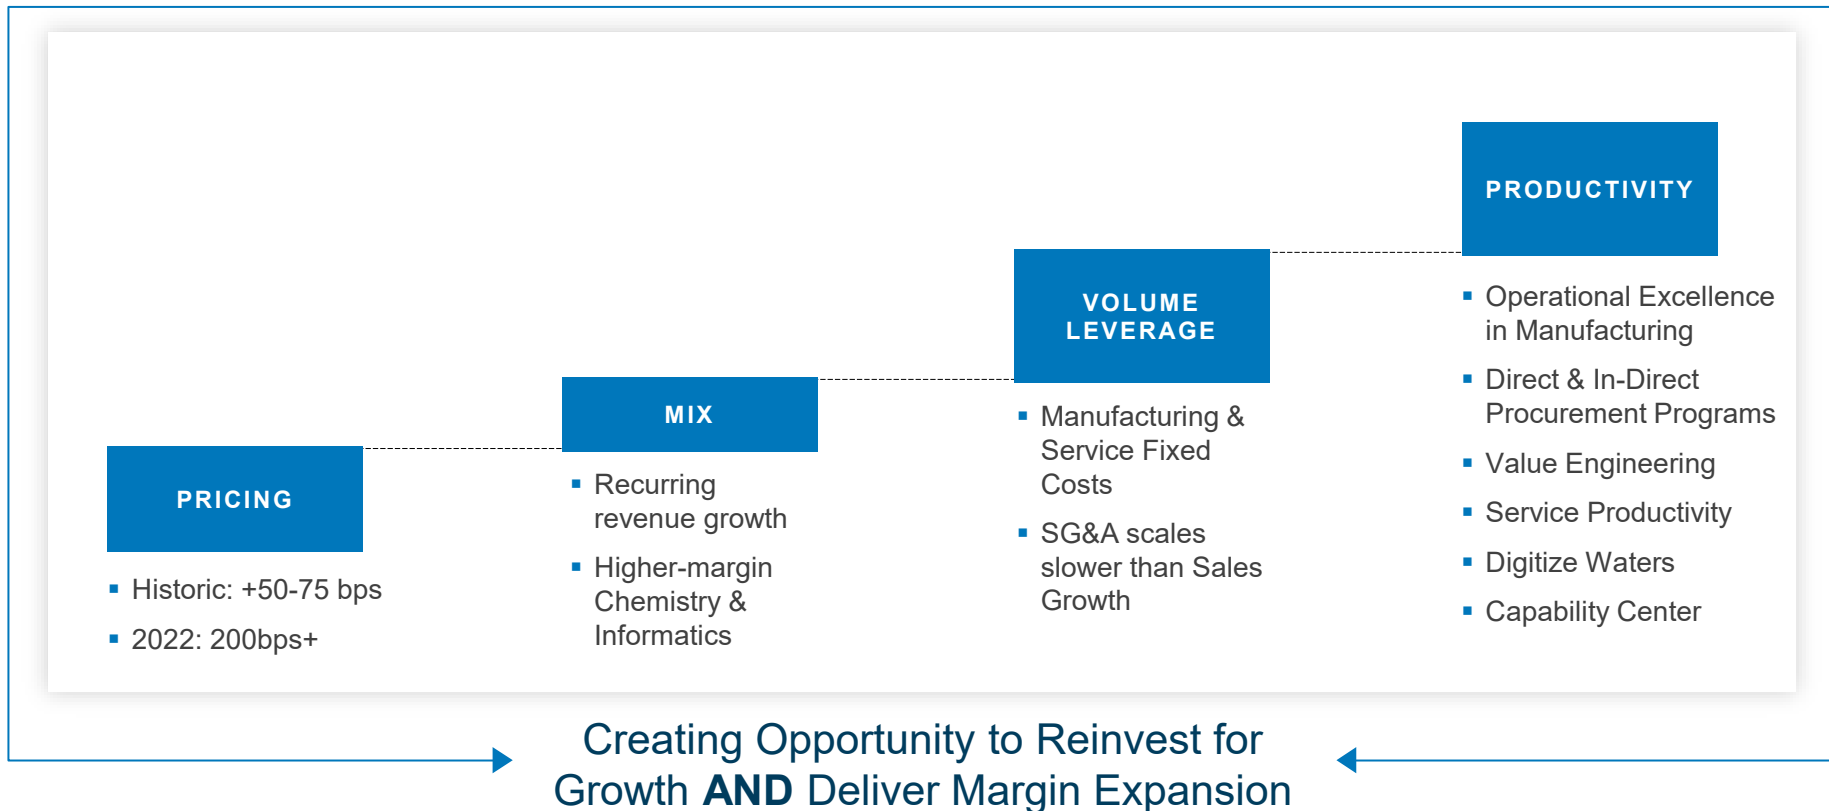 PRICING
▪ Historic: +50-75 bps
▪ 2022: 200bps+
MIX
▪ Recurring
revenue growth
▪ Higher-margin
Chemistry &
Informatics
VOLUME
LEVERAGE
▪ Manufacturing &
Service Fixed
Costs
▪ SG&A scales
slower than Sales
Growth
PRODUCTIVITY
▪ Operational Excellence
in Manufacturing
▪ Direct & In-Direct
Procurement Programs
▪ Value Engineering
▪ Service Productivity
▪ Digitize Waters
▪ Capability Center
Creating Opportunity to Reinvest for
Growth AND Deliver Margin Expansion